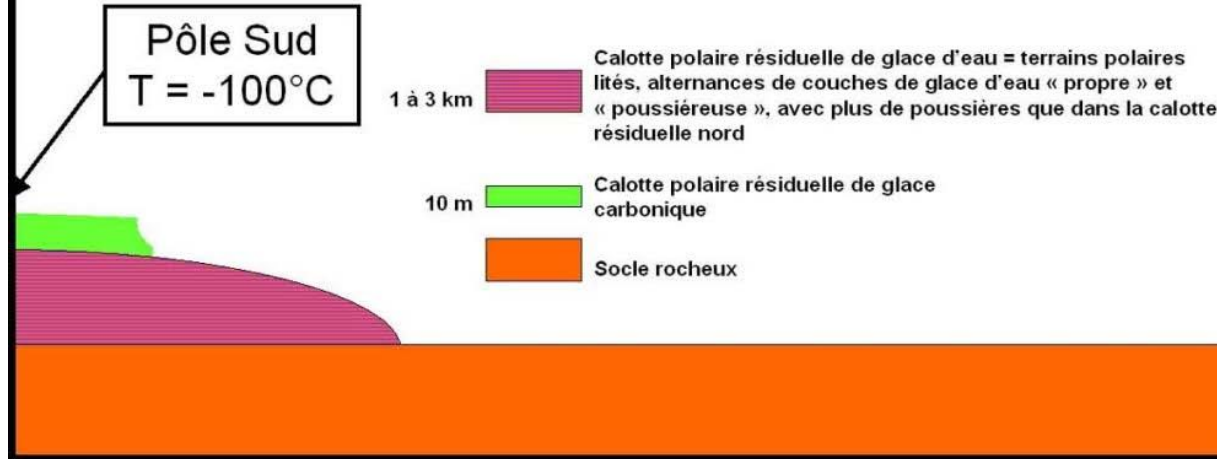 Pôle Sud
T = -100°C
1 à 3 km
Calotte polaire résiduelle de glace d'eau = terrains polaires
lités, alternances de couches de glace d'eau « propre » et
« poussiéreuse », avec plus de poussières que dans la calotte
résiduelle nord
10 m
Calotte polaire résiduelle de glace
carbonique
Socle rocheux